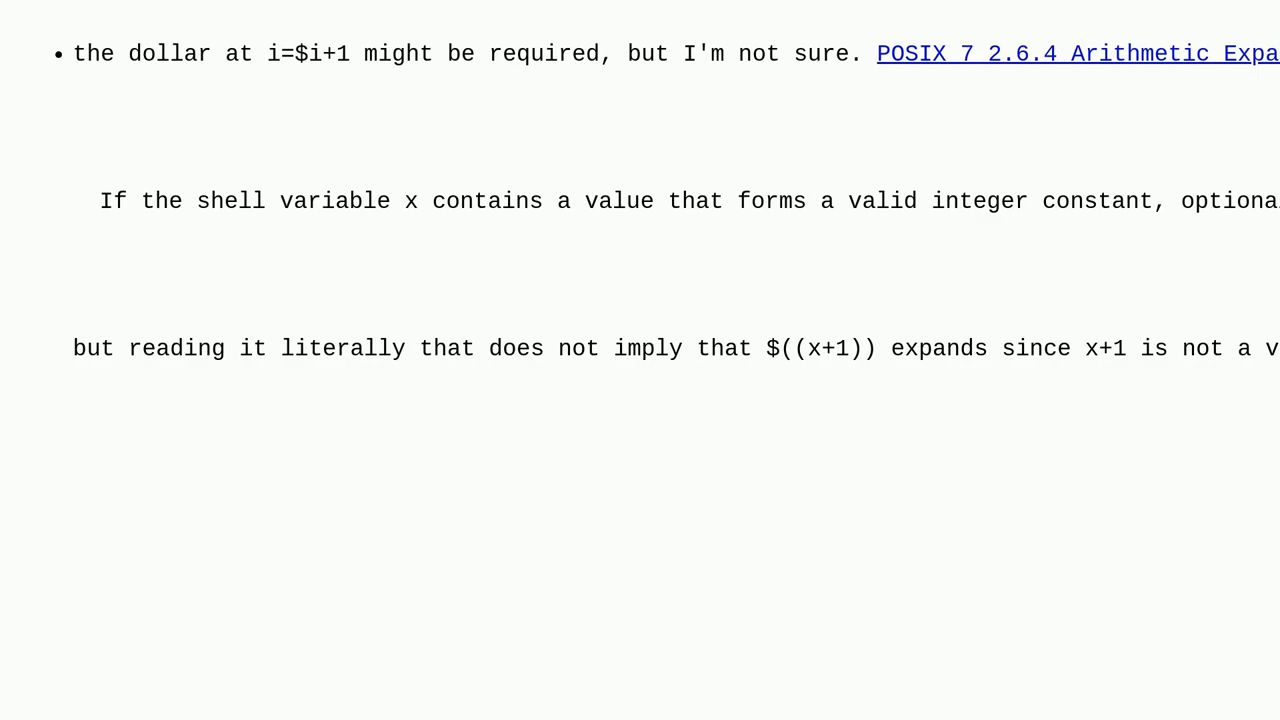 • the dollar at i=$i+1 might be required, but I'm not sure. POSIX 7 2.6.4 Arithmetic
If the shell variable x contains a value that forms a valid integer constant,
but reading it literally that does not imply that $((x+1)) expands since x+1 is not a